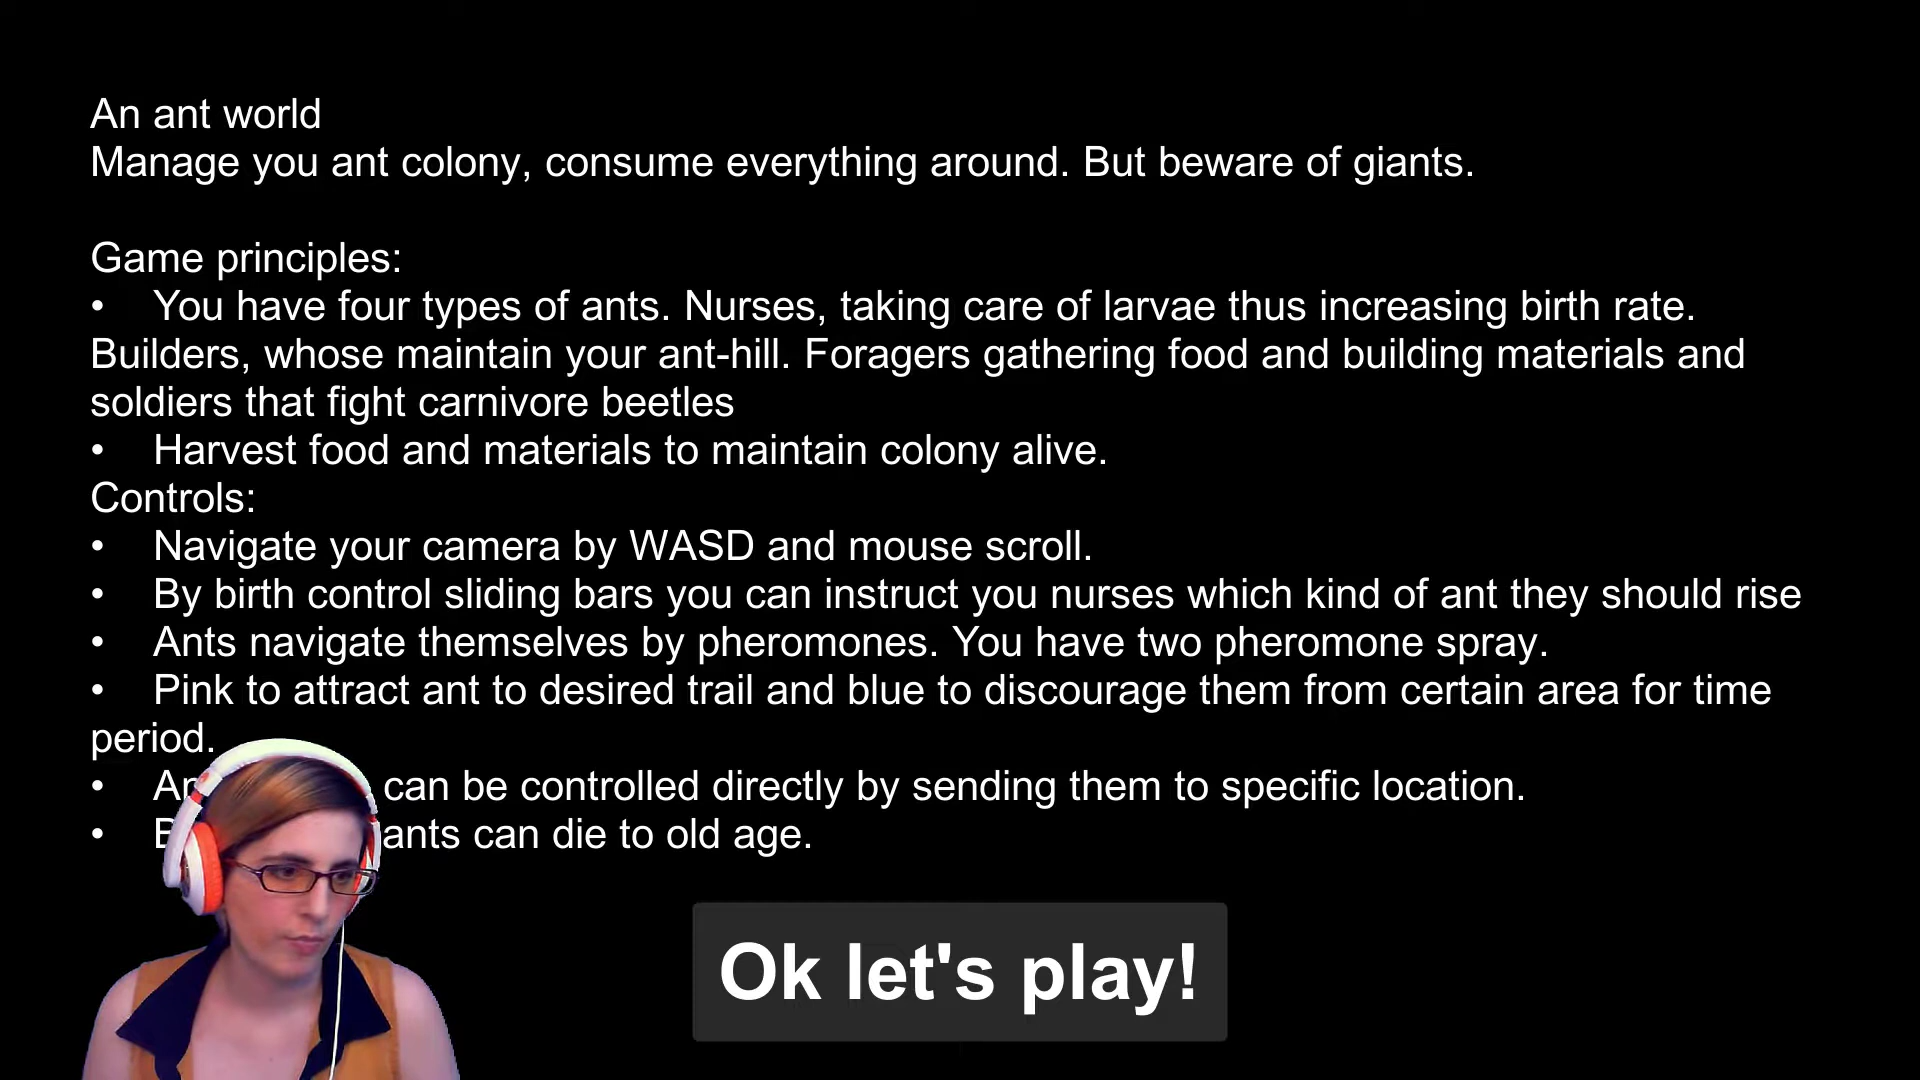 An ant world
Manage you ant colony, consume everything around. But beware of giants.
Game principles:
• You have four types of ants. Nurses, taking care of larvae thus increasing birth rate.
Builders, whose maintain your ant-hill. Foragers gathering food and building materials and
soldiers that fight carnivore beetles
• Harvest food and materials to maintain colony alive.
Controls:
• Navigate your camera by WASD and mouse scroll.
• By birth control sliding bars you can instruct you nurses which kind of ant they should rise
• Ants navigate themselves by pheromones. You have two pheromone spray.
• Pink to attract ant to desired trail and blue to discourage them from certain area for time
period.
• can be controlled directly by sending them to specific location.
• ants can die to old age.
Ok let's play!